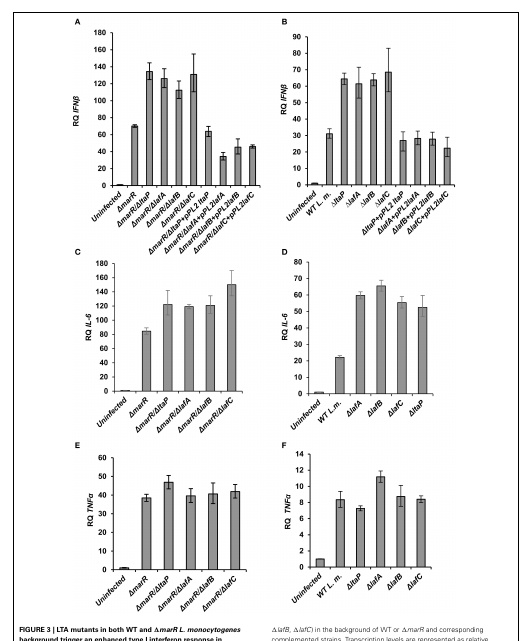 A
RQ IFNβ
180
160
140
120
100
80
60
40
20
0
Uninfected
ΔmarR
ΔmarR/ΔltaP
ΔmarR/ΔlafA
ΔmarR/ΔlafB
ΔmarR/ΔlafC
ΔmarR/ΔltaP+pPL2 ltaP
ΔmarR/ΔlafA+pPL2lafA
ΔmarR/ΔlafB+pPL2lafB
ΔmarR/ΔlafC+pPL2lafC
B
RQ IFNβ
90
80
70
60
50
40
30
20
10
0
Uninfected
WT L. m.
ΔltaP
ΔlafA
ΔlafB
ΔlafC
ΔltaP+pPL2 ltaP
ΔlafA+pPL2lafA
ΔlafB+pPL2lafB
ΔlafC+pPL2lafC
C
RQ IL-6
180
160
140
120
100
80
60
40
20
0
Uninfected
ΔmarR
ΔmarR/ΔltaP
ΔmarR/ΔlafA
ΔmarR/ΔlafB
ΔmarR/ΔlafC
D
RQ IL-6
80
70
60
50
40
30
20
10
0
Uninfected
WT L.m.
ΔlafA
ΔlafB
ΔlafC
ΔltaP
E
RQ TNFα
60
50
40
30
20
10
0
Uninfected
ΔmarR
ΔmarR/ΔltaP
ΔmarR/ΔlafA
ΔmarR/ΔlafB
ΔmarR/ΔlafC
F
RQ TNFα
14
12
10
8
6
4
2
0
Uninfected
WT L. m.
ΔltaP
ΔlafA
ΔlafB
ΔlafC
FIGURE 3 | LTA mutants in both WT and ΔmarR L. monocytogenes
background trigger an enhanced type I interferon response in
ΔlafB, ΔlafC) in the background of WT or ΔmarR and corresponding
complemented strains. Transcription levels are represented as relative